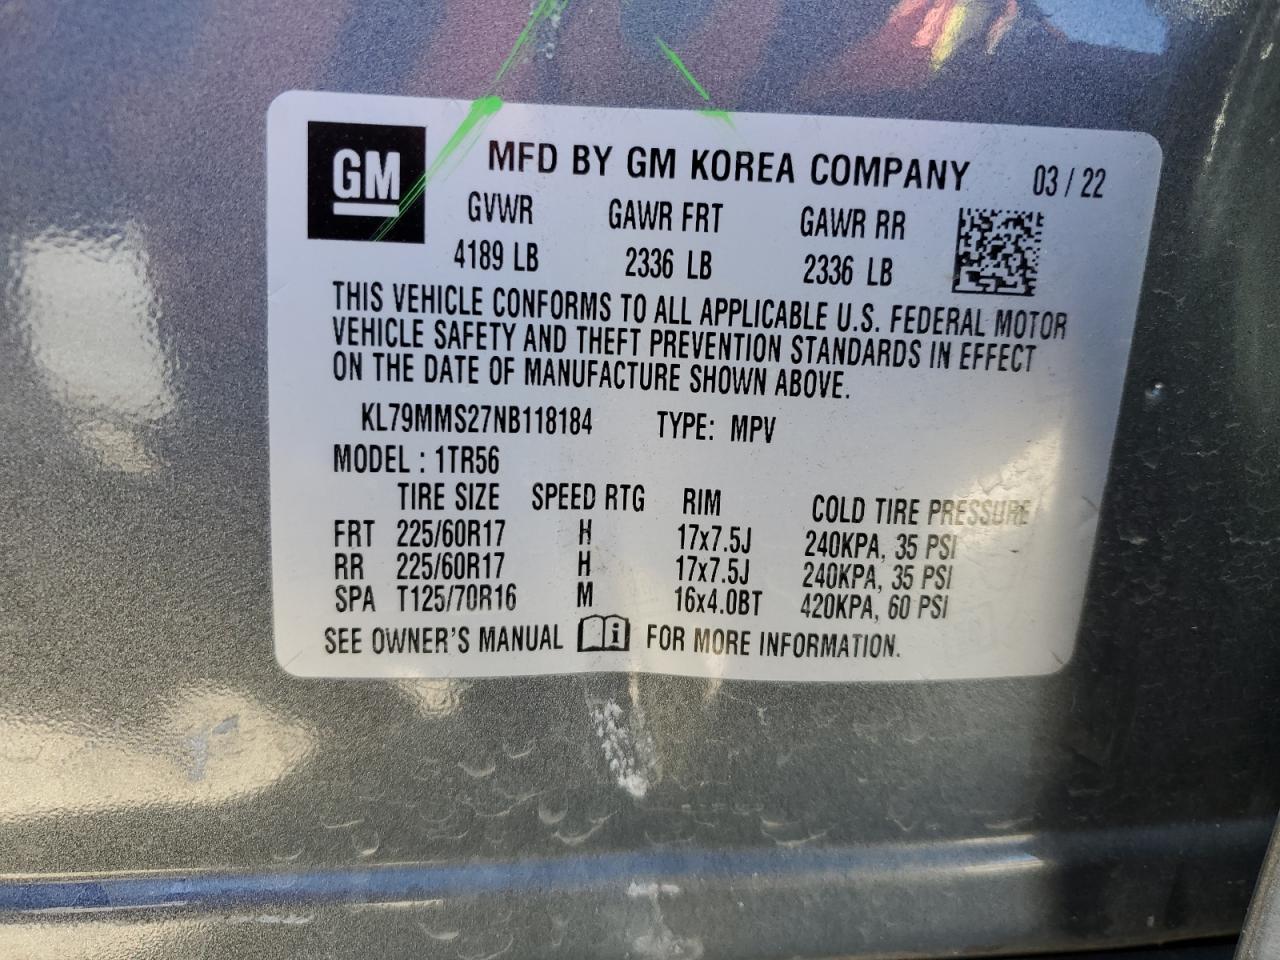 GM
MFD BY GM KOREA COMPANY 03 / 22
GVWR GAWR FRT GAWR RR
4189 LB 2336 LB 2336 LB
THIS VEHICLE CONFORMS TO ALL APPLICABLE U.S. FEDERAL MOTOR
VEHICLE SAFETY AND THEFT PREVENTION STANDARDS IN EFFECT
ON THE DATE OF MANUFACTURE SHOWN ABOVE.
KL79MMS27NB118184 TYPE: MPV
MODEL : 1TR56
TIRE SIZE SPEED RTG RIM COLD TIRE PRESSURE
FRT 225/60R17 H 17x7.5J 240KPA, 35 PSI
RR 225/60R17 H 17x7.5J 240KPA, 35 PSI
SPA T125/70R16 M 16x4.0BT 420KPA, 60 PSI
SEE OWNER'S MANUAL FOR MORE INFORMATION.